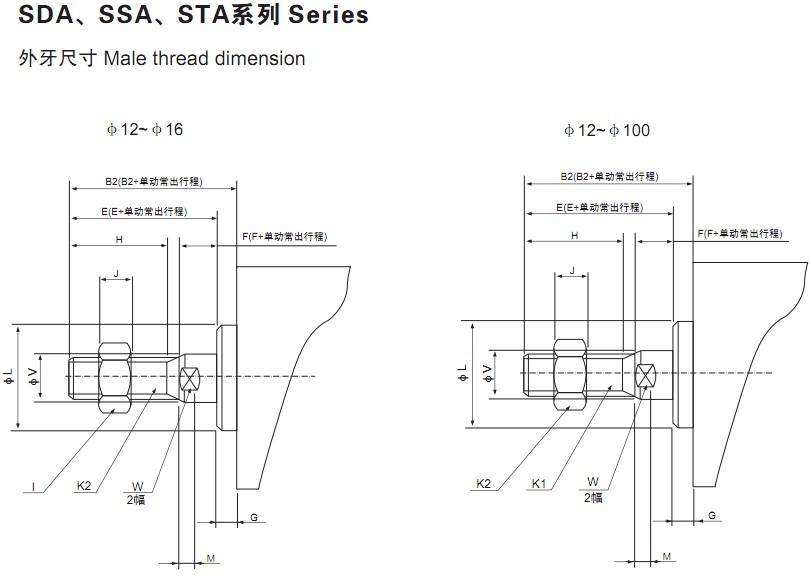 SDA、SSA、STA系列 Series
外牙尺寸 Male thread dimension
ϕ12~ϕ16
B2(B2+单动常出行程)
E(E+单动常出行程)
H
F(F+单动常出行程)
J
ϕL
ϕV
I
K2
W
2幅
G
M
ϕ12~ϕ100
B2(B2+单动常出行程)
E(E+单动常出行程)
H
F(F+单动常出行程)
J
ϕL
ϕV
K2
K1
W
2幅
G
M